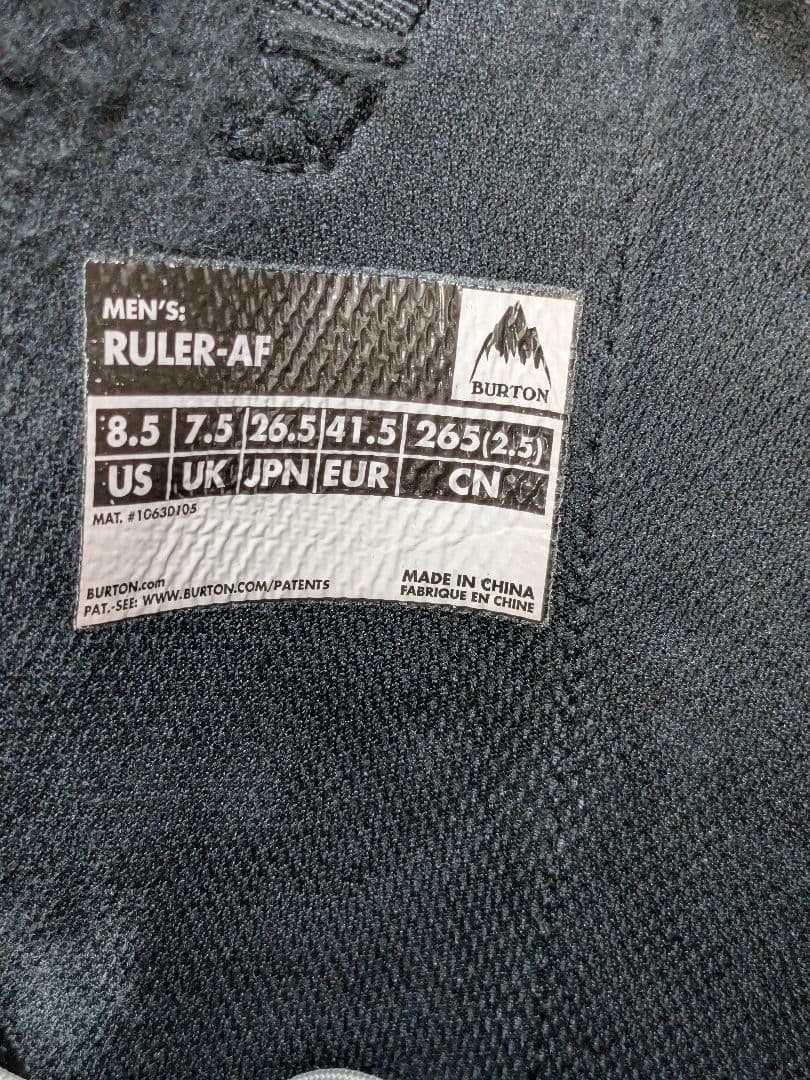 MEN'S:
RULER-AF
BURTON
8.5 7.5 26.5 41.5 265(2.5)
US UK JPN EUR CN
MAT. #10630105
BURTON.com
PAT.-SEE: WWW.BURTON.COM/PATENTS
MADE IN CHINA
FABRIQUE EN CHINE